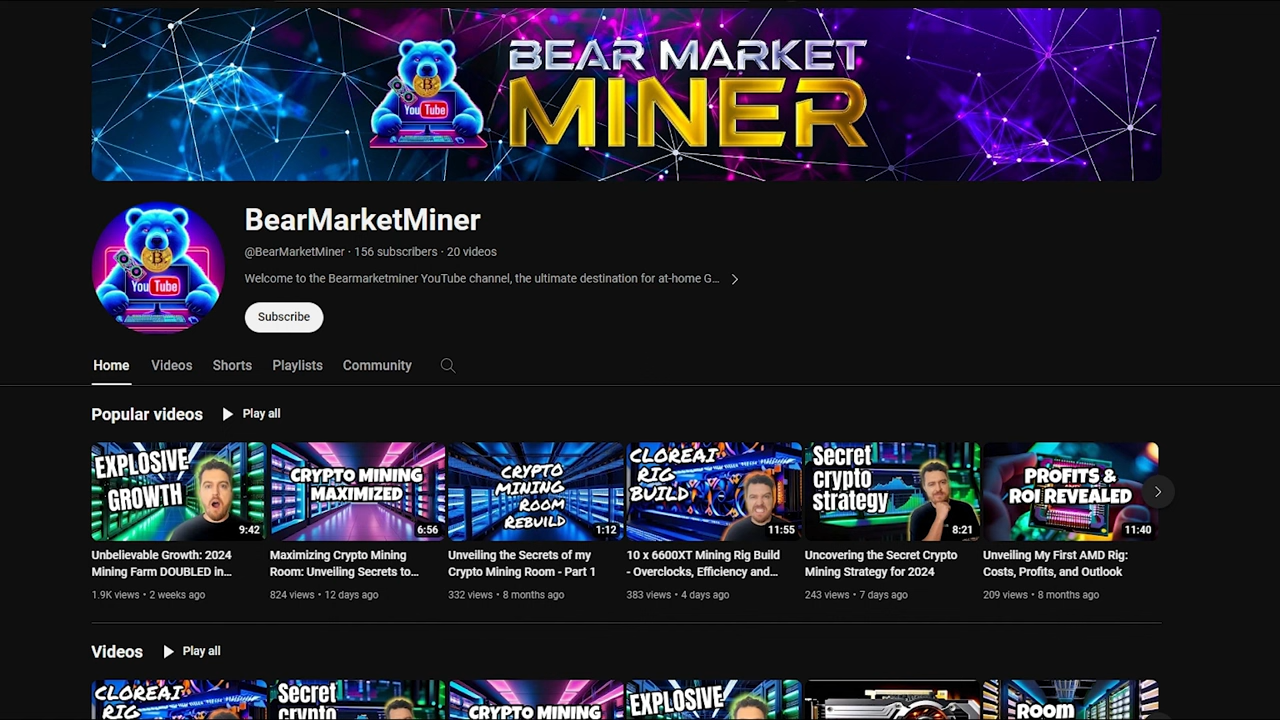 BEAR MARKET
MINER
You Tube
BearMarketMiner
@BearMarketMiner · 156 subscribers · 20 videos
Welcome to the Bearmarketminer YouTube channel, the ultimate destination for at-home G...
You Tube
Subscribe
Home Videos Shorts Playlists Community
Popular videos Play all
EXPLOSIVE
GROWTH
9:42
CRYPTO MINING
MAXIMIZED
6:56
CRYPTO
MINING
ROOM
REBUILD
1:12
CLOREAI
RIG
BUILD
11:55
Secret
crypto
strategy
8:21
PROFITS &
ROI REVEALED
11:40
Unbelievable Growth: 2024
Mining Farm DOUBLED in...
1.9K views · 2 weeks ago
Maximizing Crypto Mining
Room: Unveiling Secrets to...
824 views · 12 days ago
Unveiling the Secrets of my
Crypto Mining Room - Part 1
332 views · 8 months ago
10 x 6600XT Mining Rig Build
- Overclocks, Efficiency and...
383 views · 4 days ago
Uncovering the Secret Crypto
Mining Strategy for 2024
243 views · 7 days ago
Unveiling My First AMD Rig:
Costs, Profits, and Outlook
209 views · 8 months ago
Videos Play all
CLOREAI
RIG
Secret
crypto
CRYPTO MINING
EXPLOSIVE
ROOM